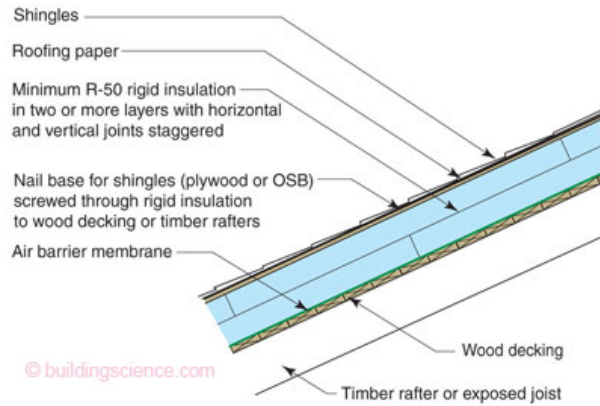 Shingles
Roofing paper
Minimum R-50 rigid insulation
in two or more layers with horizontal
and vertical joints staggered
Nail base for shingles (plywood or OSB)
screwed through rigid insulation
to wood decking or timber rafters
Air barrier membrane
Wood decking
© buildingscience.com
Timber rafter or exposed joist